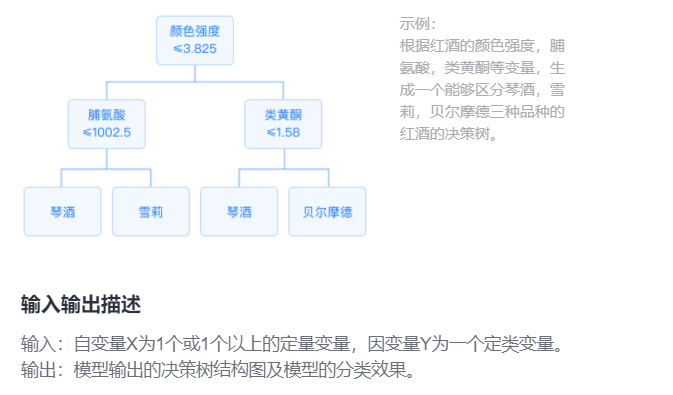 颜色强度
≤3.825
脯氨酸
≤1002.5
类黄酮
≤1.58
琴酒
雪莉
琴酒
贝尔摩德
示例：
根据红酒的颜色强度，脯
氨酸，类黄酮等变量，生
成一个能够区分琴酒，雪
莉，贝尔摩德三种品种的
红酒的决策树。
输入输出描述
输入：自变量X为1个或1个以上的定量变量，因变量Y为一个定类变量。
输出：模型输出的决策树结构图及模型的分类效果。